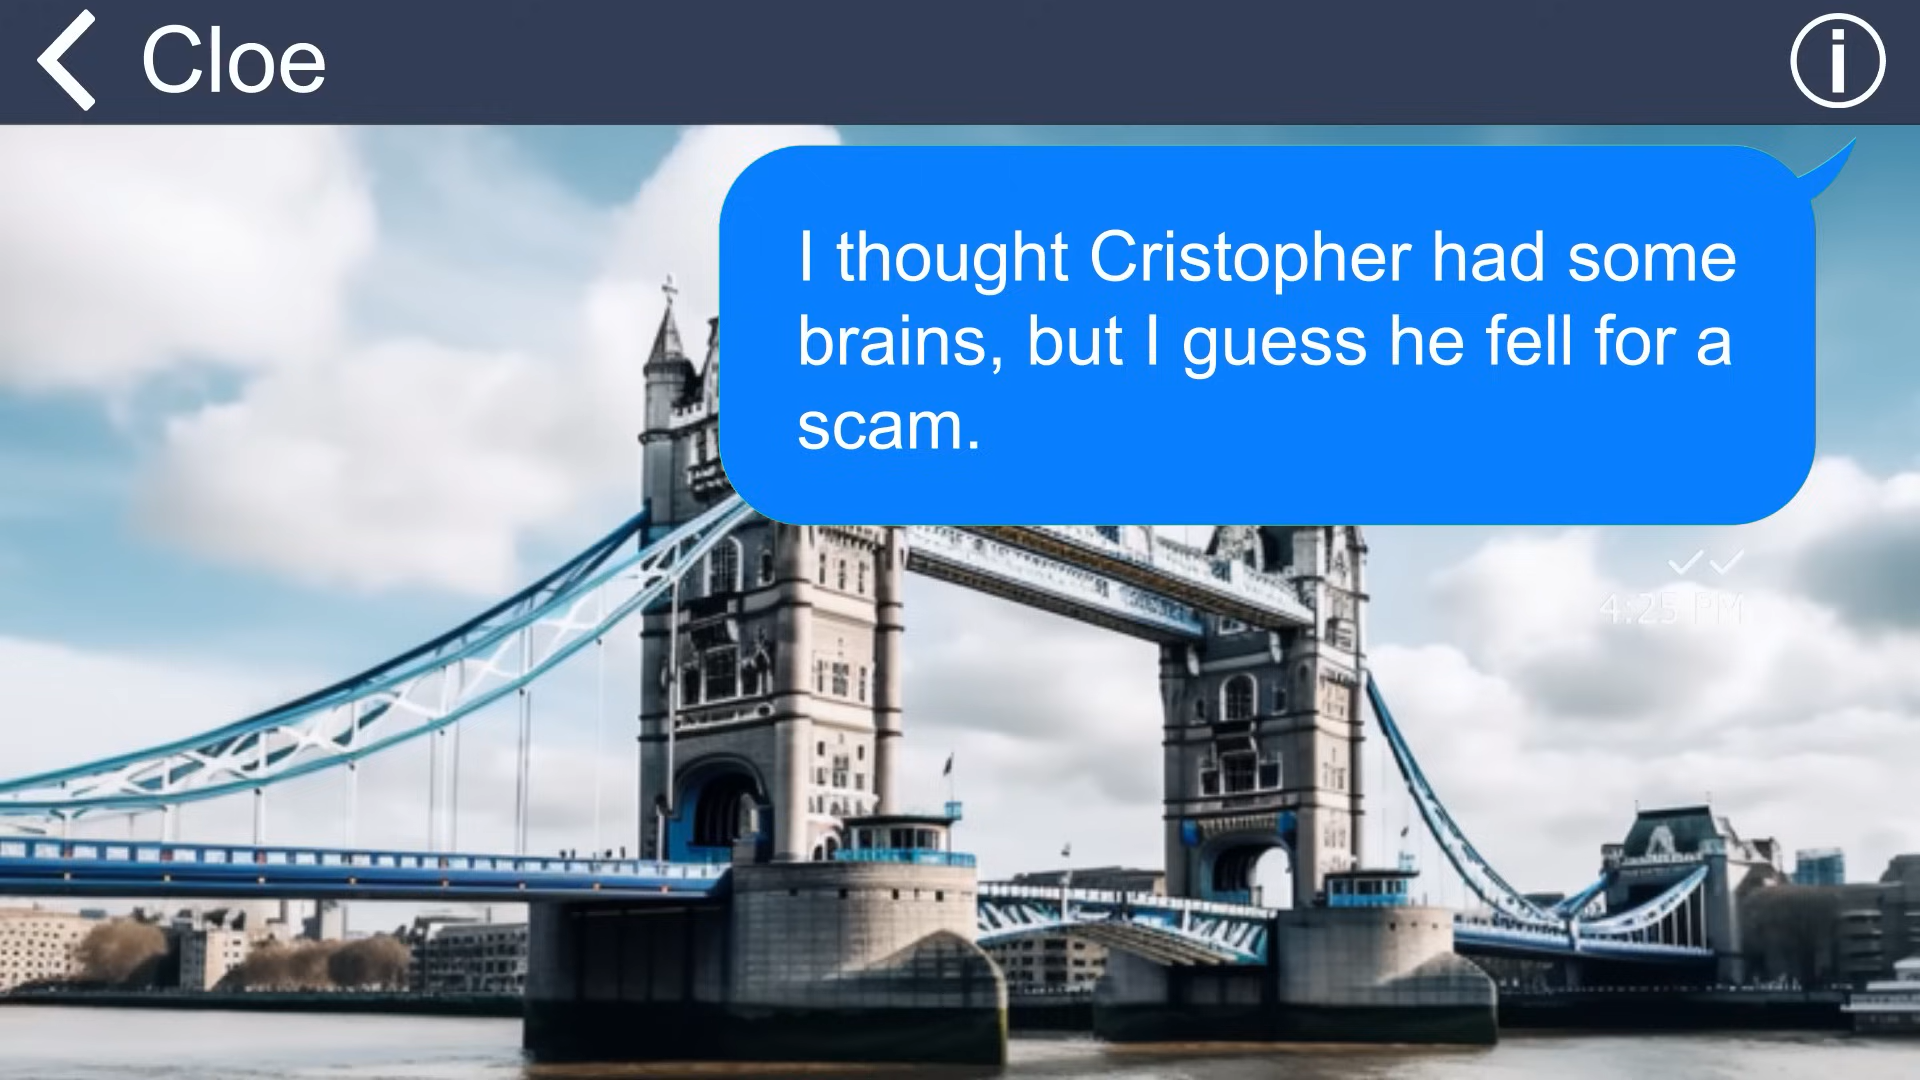 Cloe
I thought Cristopher had some
brains, but I guess he fell for a
scam.
4:25 PM